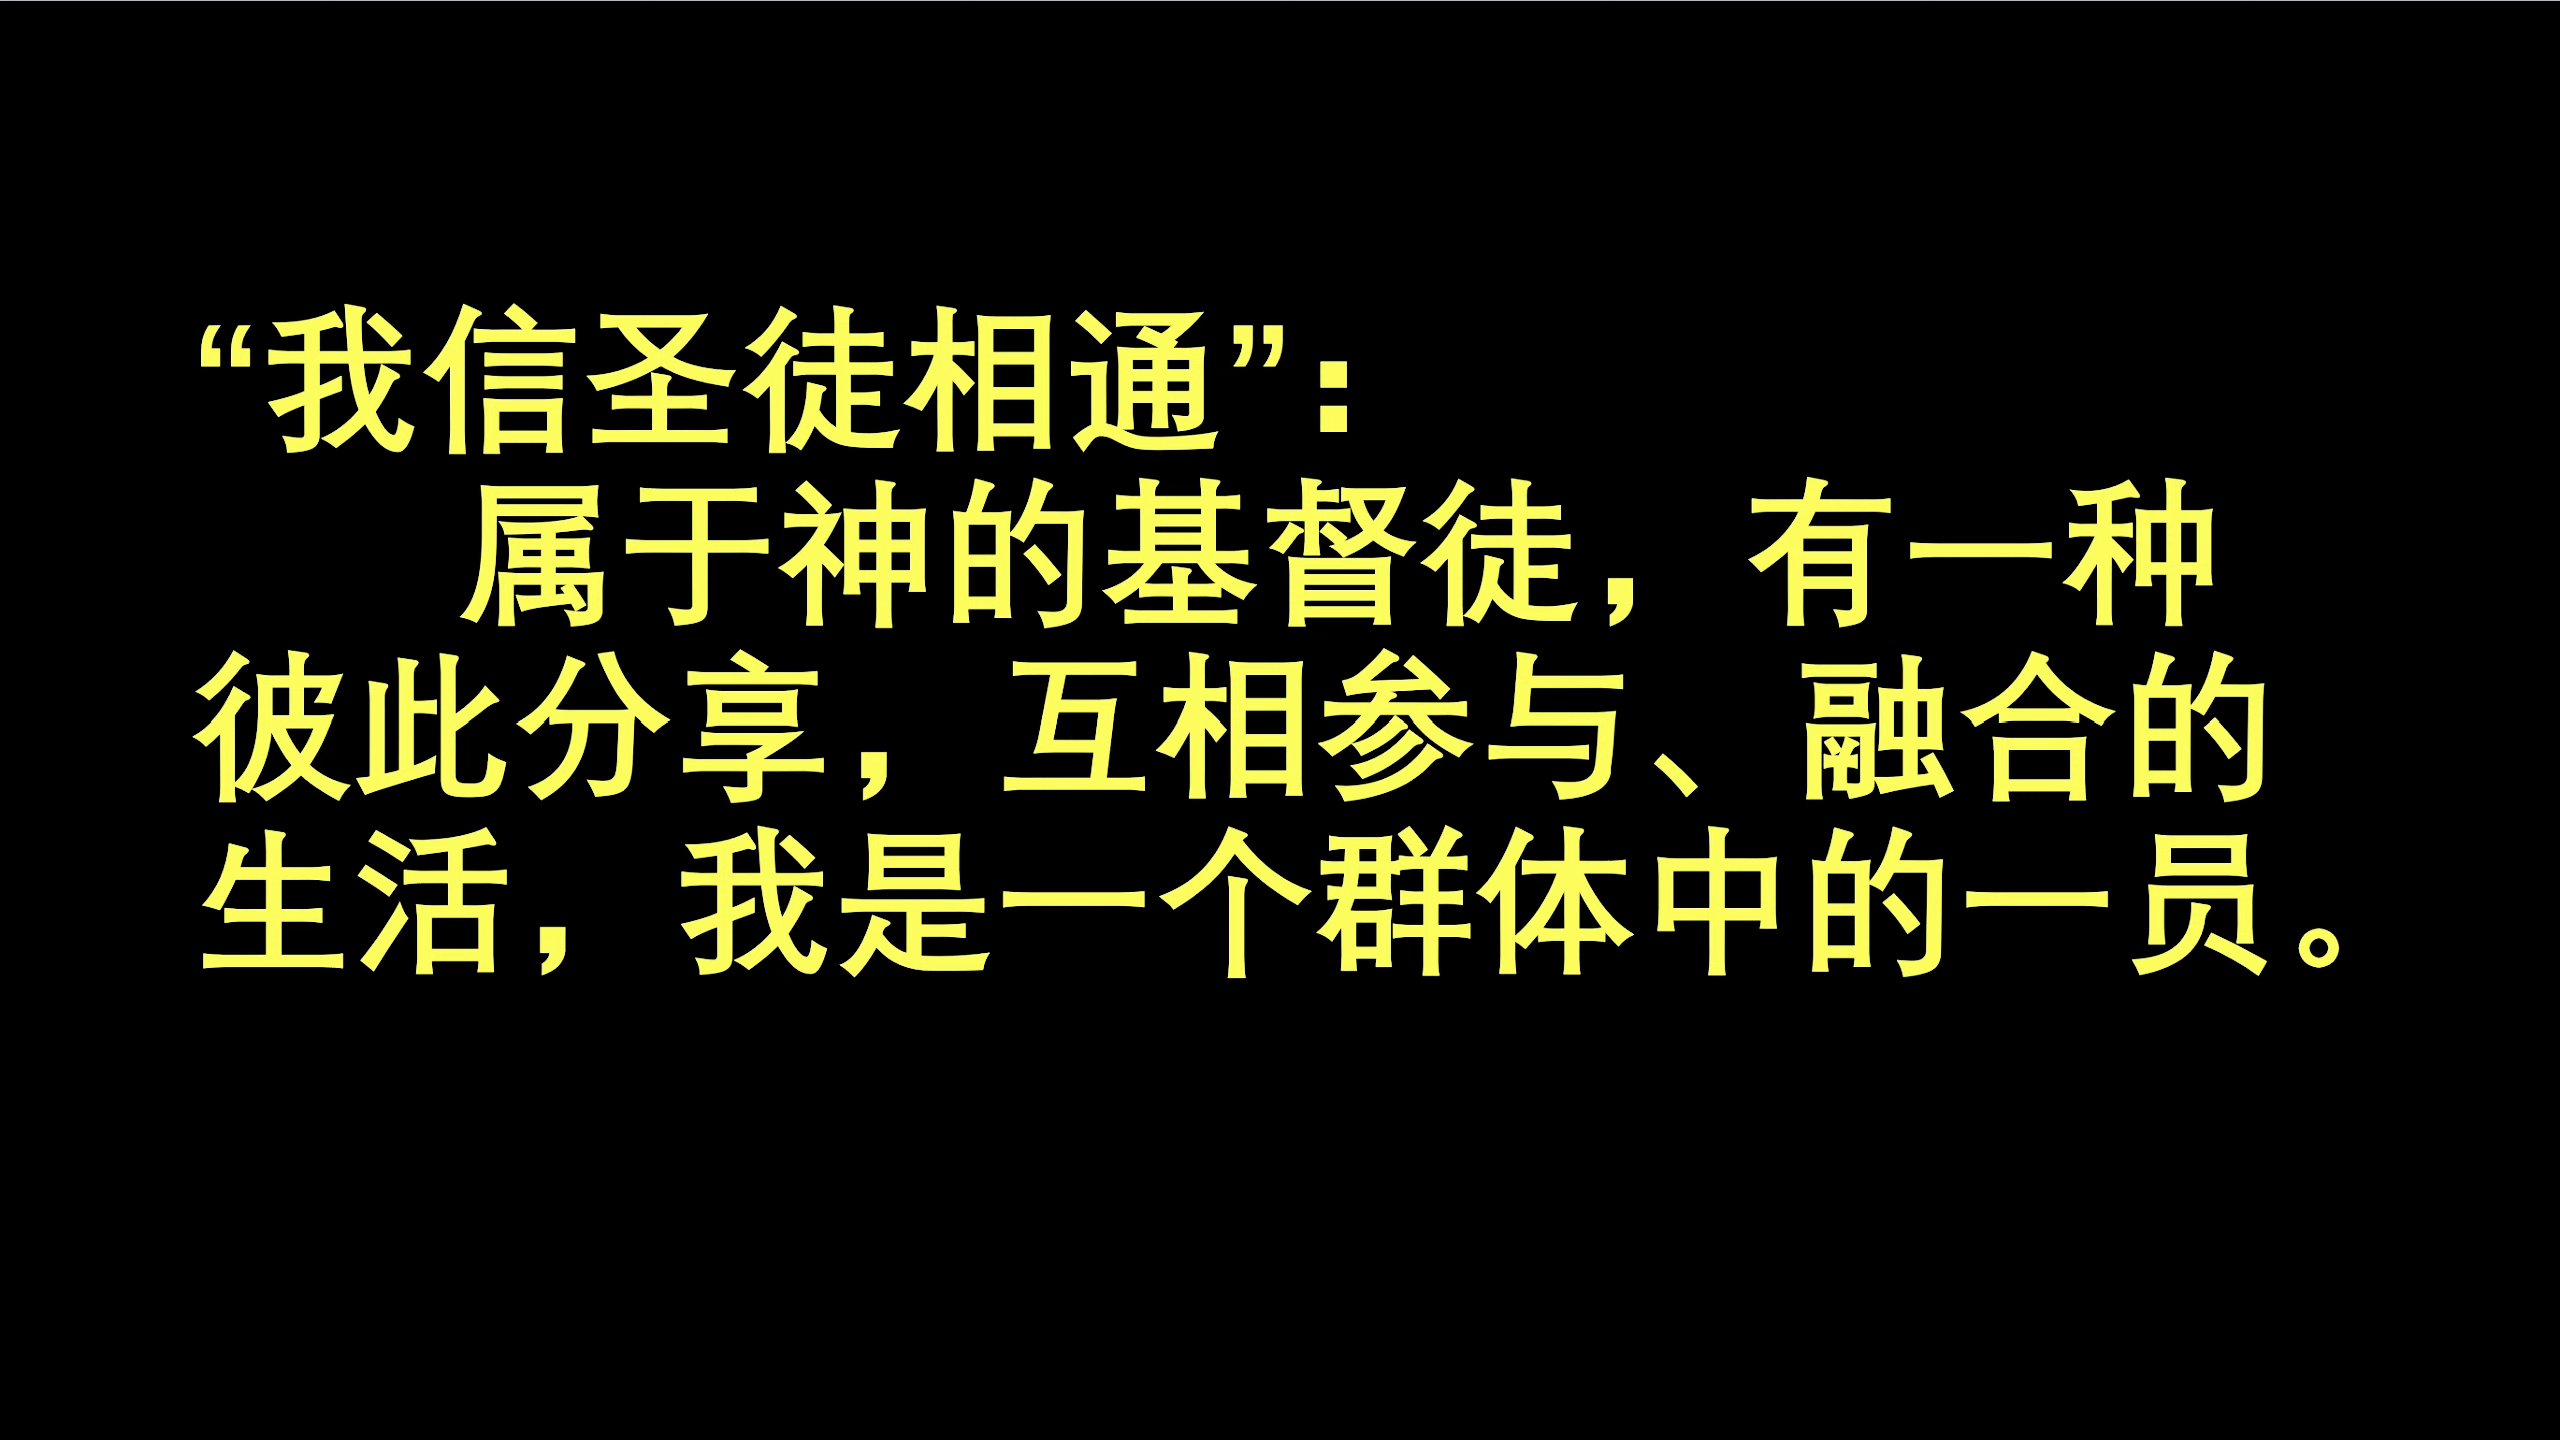 “我信圣徒相通”：
属于神的基督徒，有一种
彼此分享，互相参与、融合的
生活，我是一个群体中的一员。